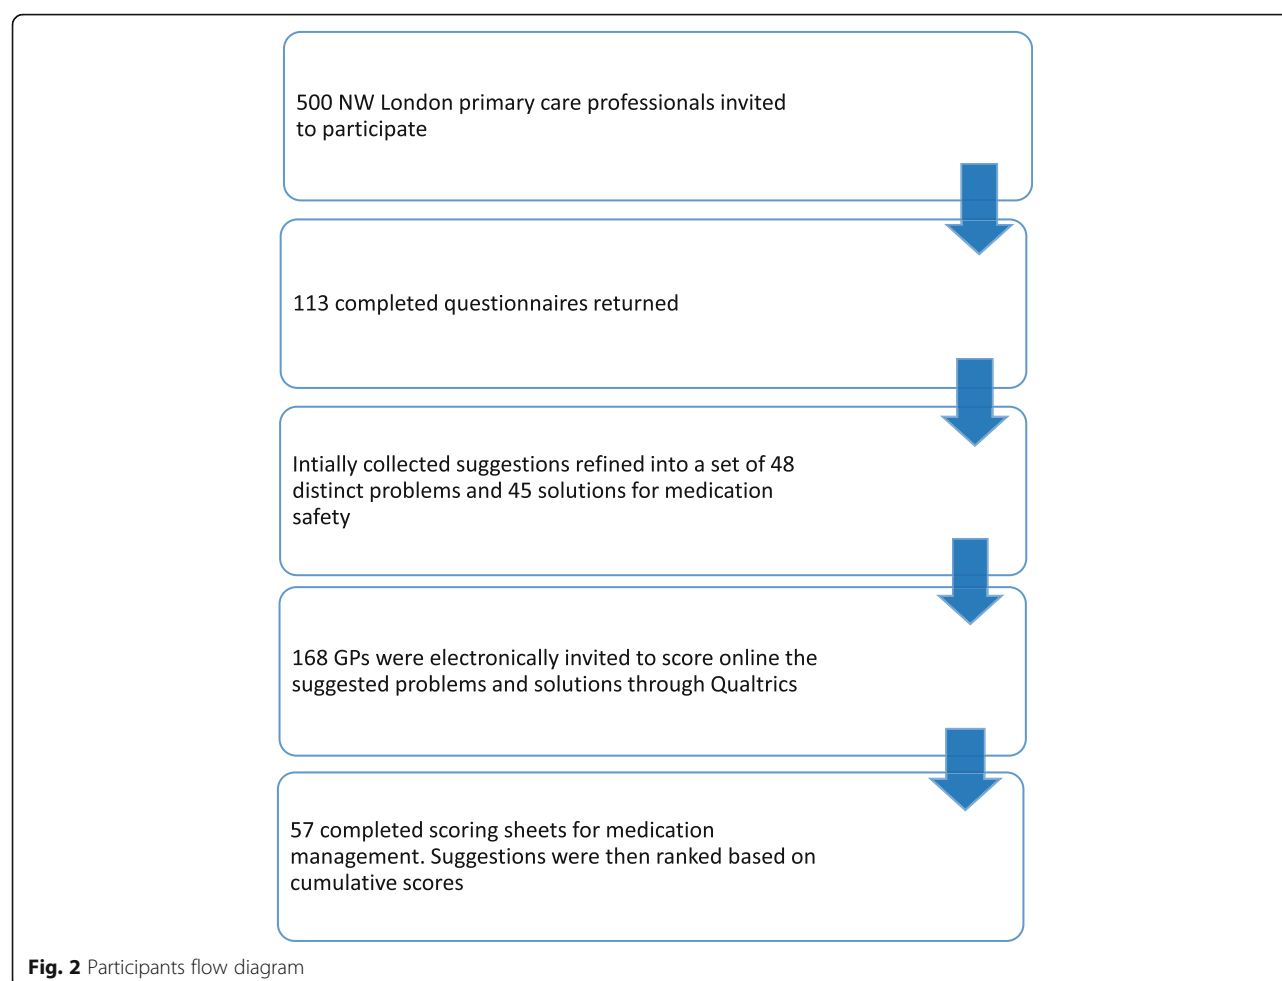 500 NW London primary care professionals invited
to participate
113 completed questionnaires returned
Intially collected suggestions refined into a set of 48
distinct problems and 45 solutions for medication
safety
168 GPs were electronically invited to score online the
suggested problems and solutions through Qualtrics
57 completed scoring sheets for medication
management. Suggestions were then ranked based on
cumulative scores
Fig. 2 Participants flow diagram